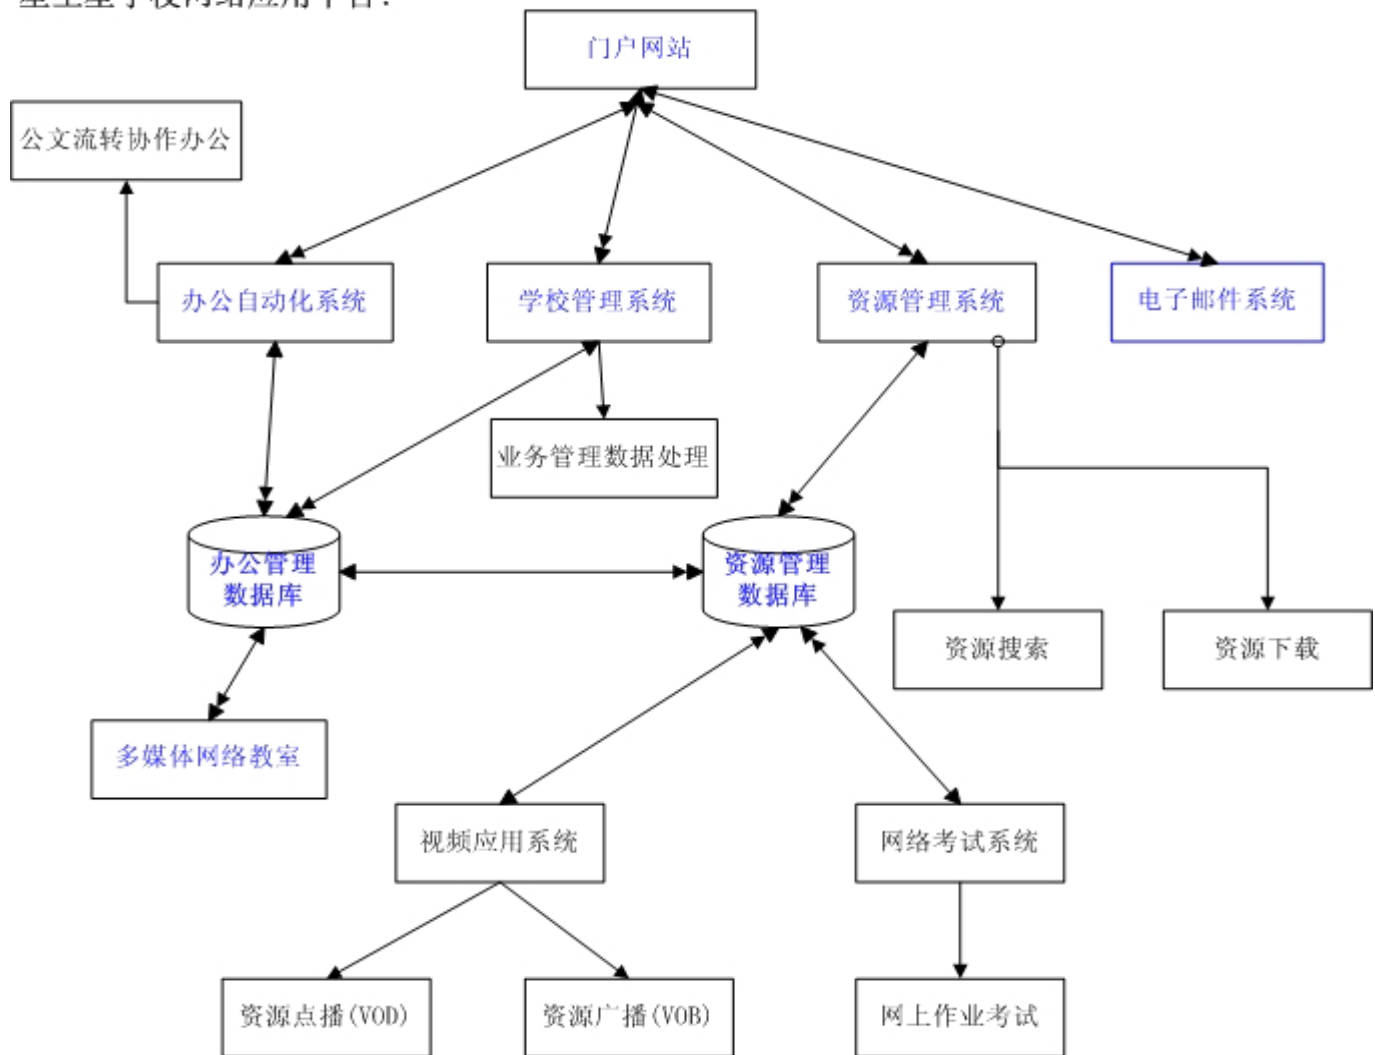 门户网站
公文流转协作办公
办公自动化系统
学校管理系统
资源管理系统
电子邮件系统
业务管理数据处理
办公管理
数据库
资源管理
数据库
资源搜索
资源下载
多媒体网络教室
视频应用系统
网络考试系统
资源点播(VOD)
资源广播(VOB)
网上作业考试